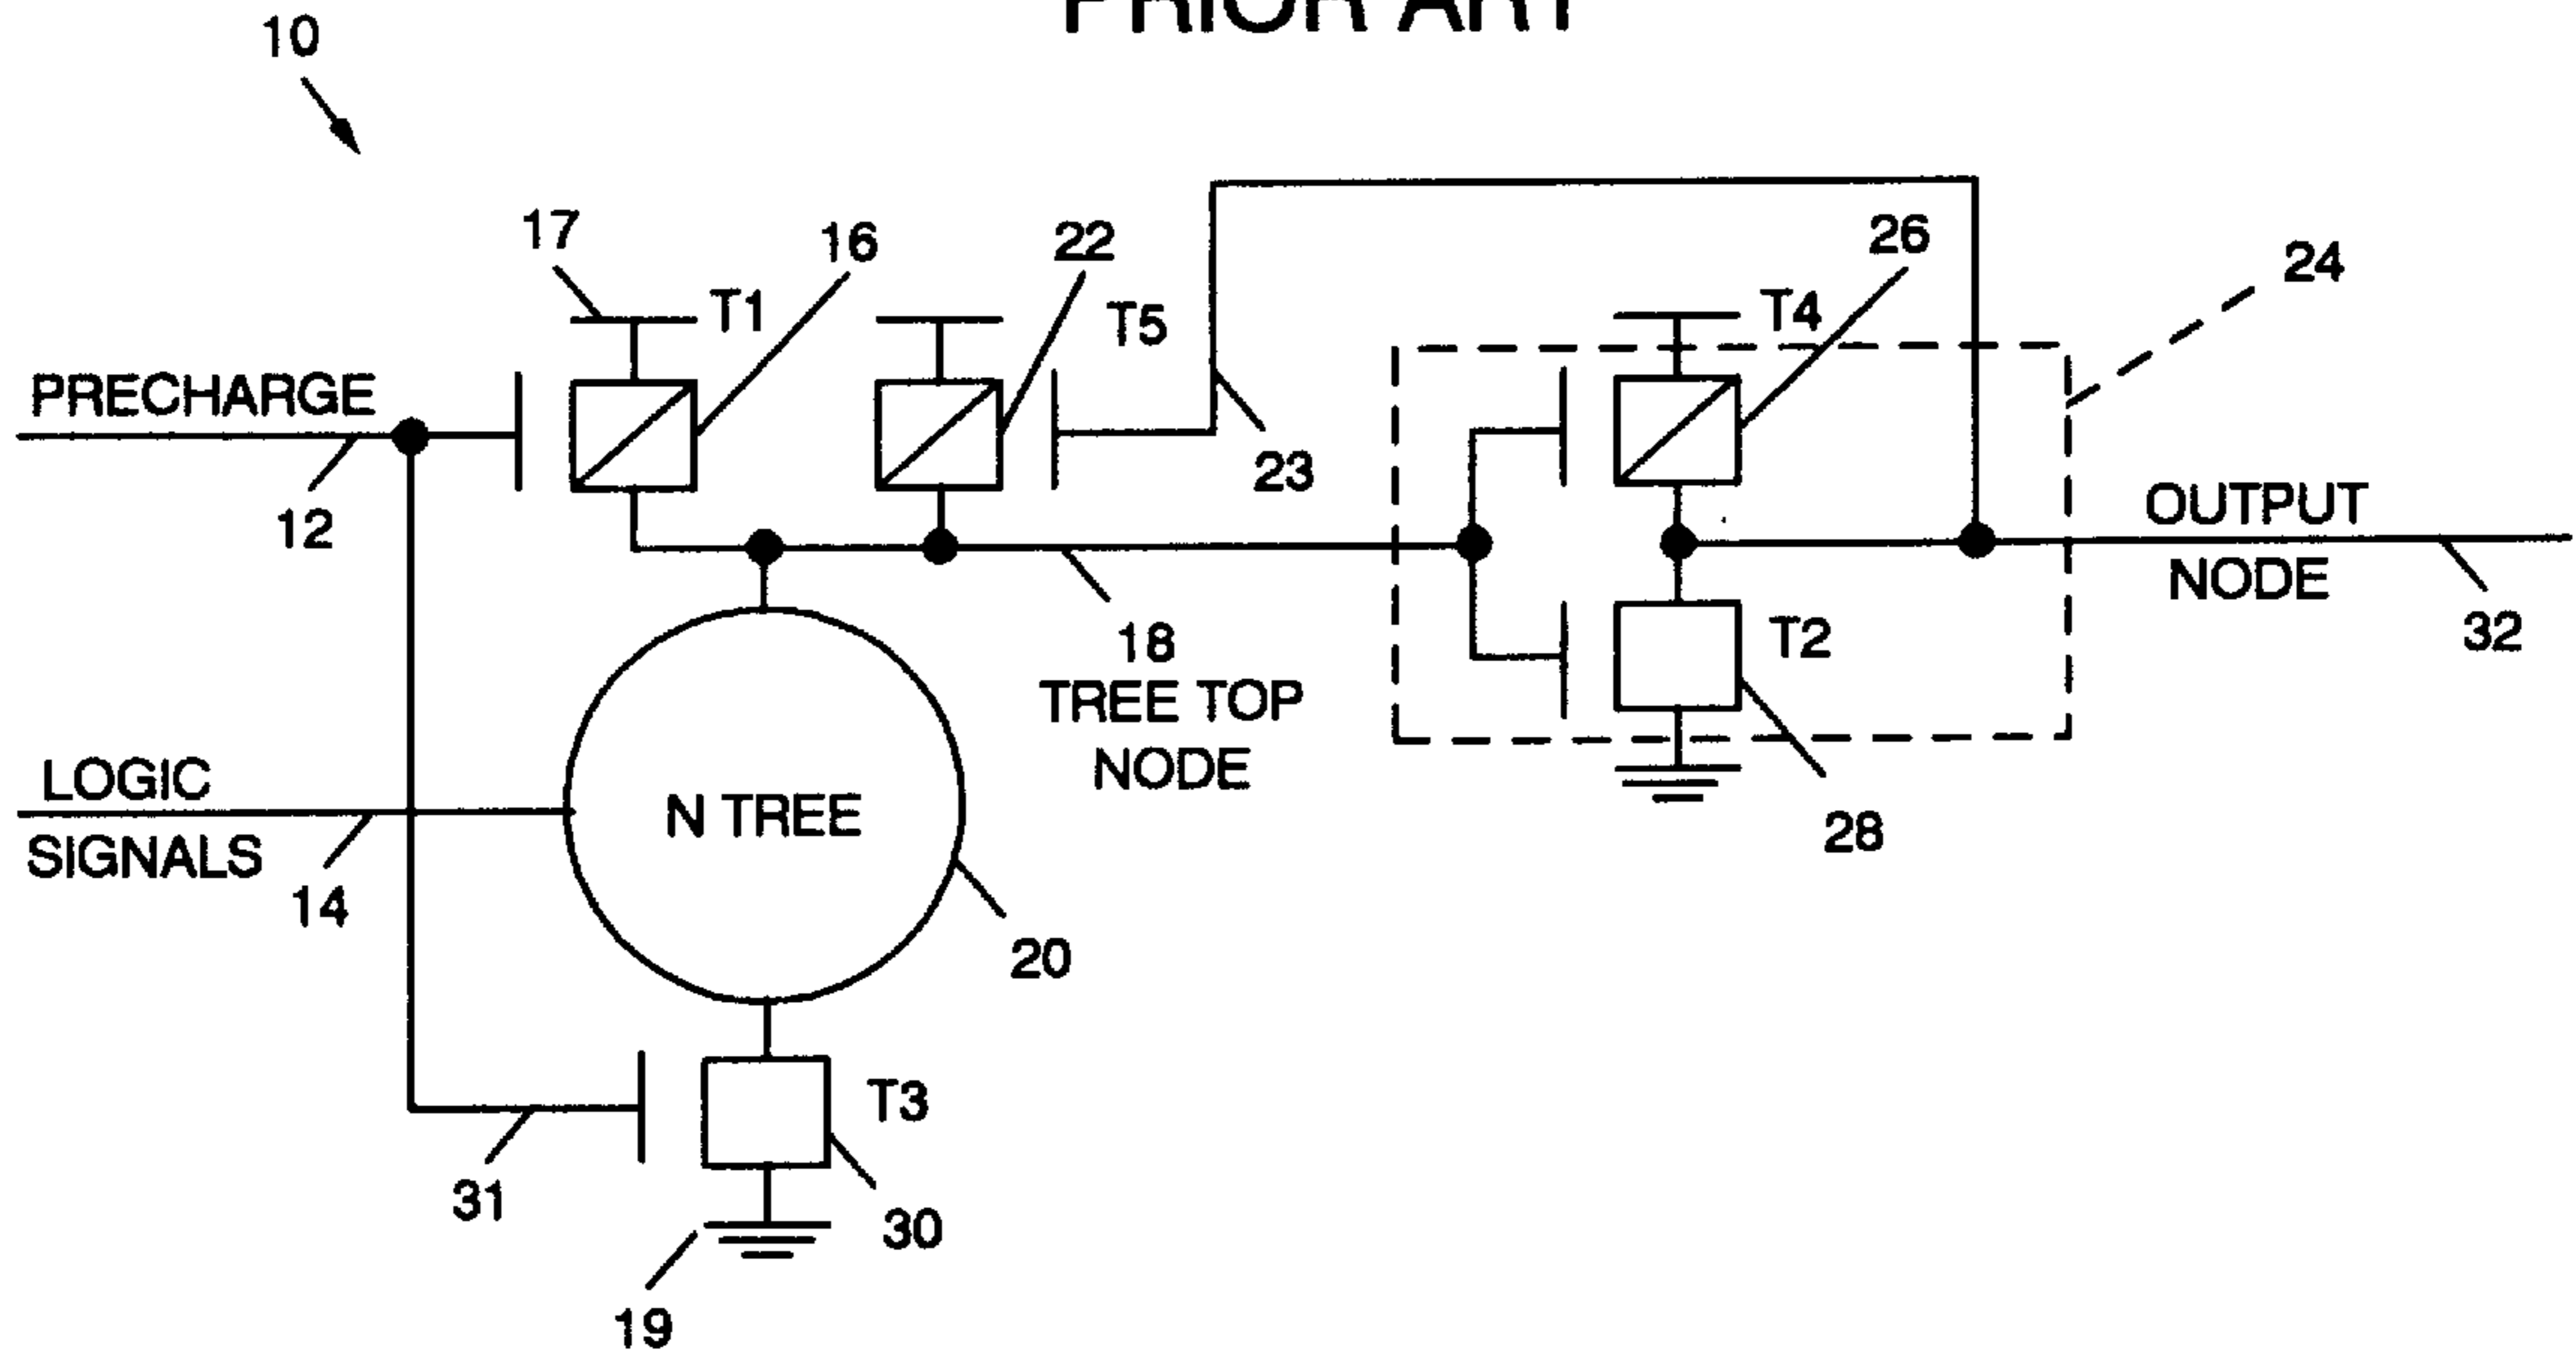 PRIOR ART
10
17
16
22
26
24
T1
T5
T4
PRECHARGE
12
23
OUTPUT
NODE
32
18
TREE TOP
NODE
T2
LOGIC
SIGNALS
14
N TREE
28
20
T3
31
30
19